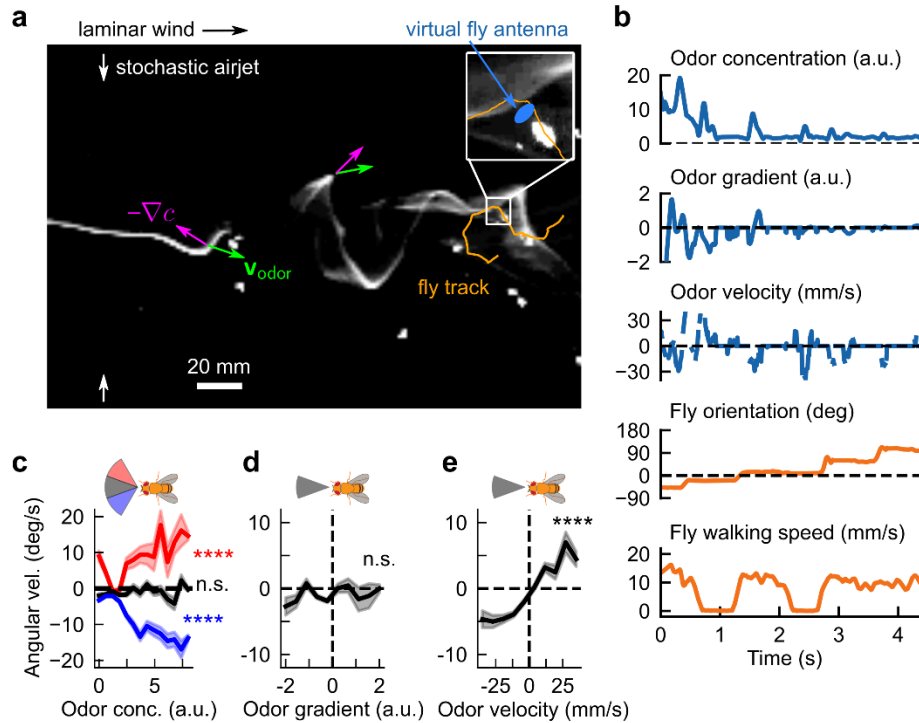 a
laminar wind
stochastic airjet
virtual fly antenna
−∇c
v_odor
fly track
20 mm
b
Odor concentration (a.u.)
20
10
0
Odor gradient (a.u.)
2
0
−2
Odor velocity (mm/s)
30
0
−30
Fly orientation (deg)
180
90
0
−90
Fly walking speed (mm/s)
20
10
0
0 1 2 3 4
Time (s)
c
Angular vel. (deg/s)
20
10
0
−10
−20
****
n.s.
****
0 5
Odor conc. (a.u.)
d
10
0
-10
n.s.
-2 0 2
Odor gradient (a.u.)
e
10
0
-10
****
-25 0 25
Odor velocity (mm/s)